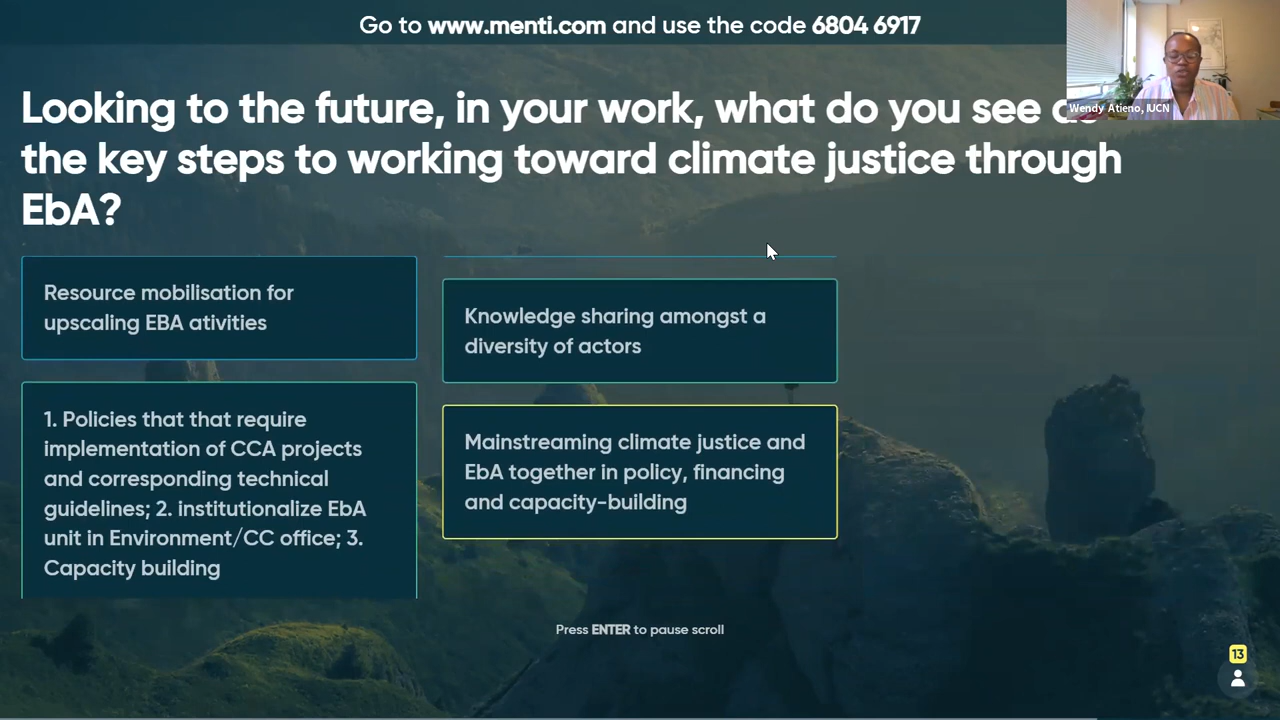 Go to www.menti.com and use the code 6804 6917
Wendy Atieno, IUCN
Looking to the future, in your work, what do you see as
the key steps to working toward climate justice through
EbA?
Resource mobilisation for
upscaling EBA ativities
1. Policies that that require
implementation of CCA projects
and corresponding technical
guidelines; 2. institutionalize EbA
unit in Environment/CC office; 3.
Capacity building
Knowledge sharing amongst a
diversity of actors
Mainstreaming climate justice and
EbA together in policy, financing
and capacity-building
Press ENTER to pause scroll
13